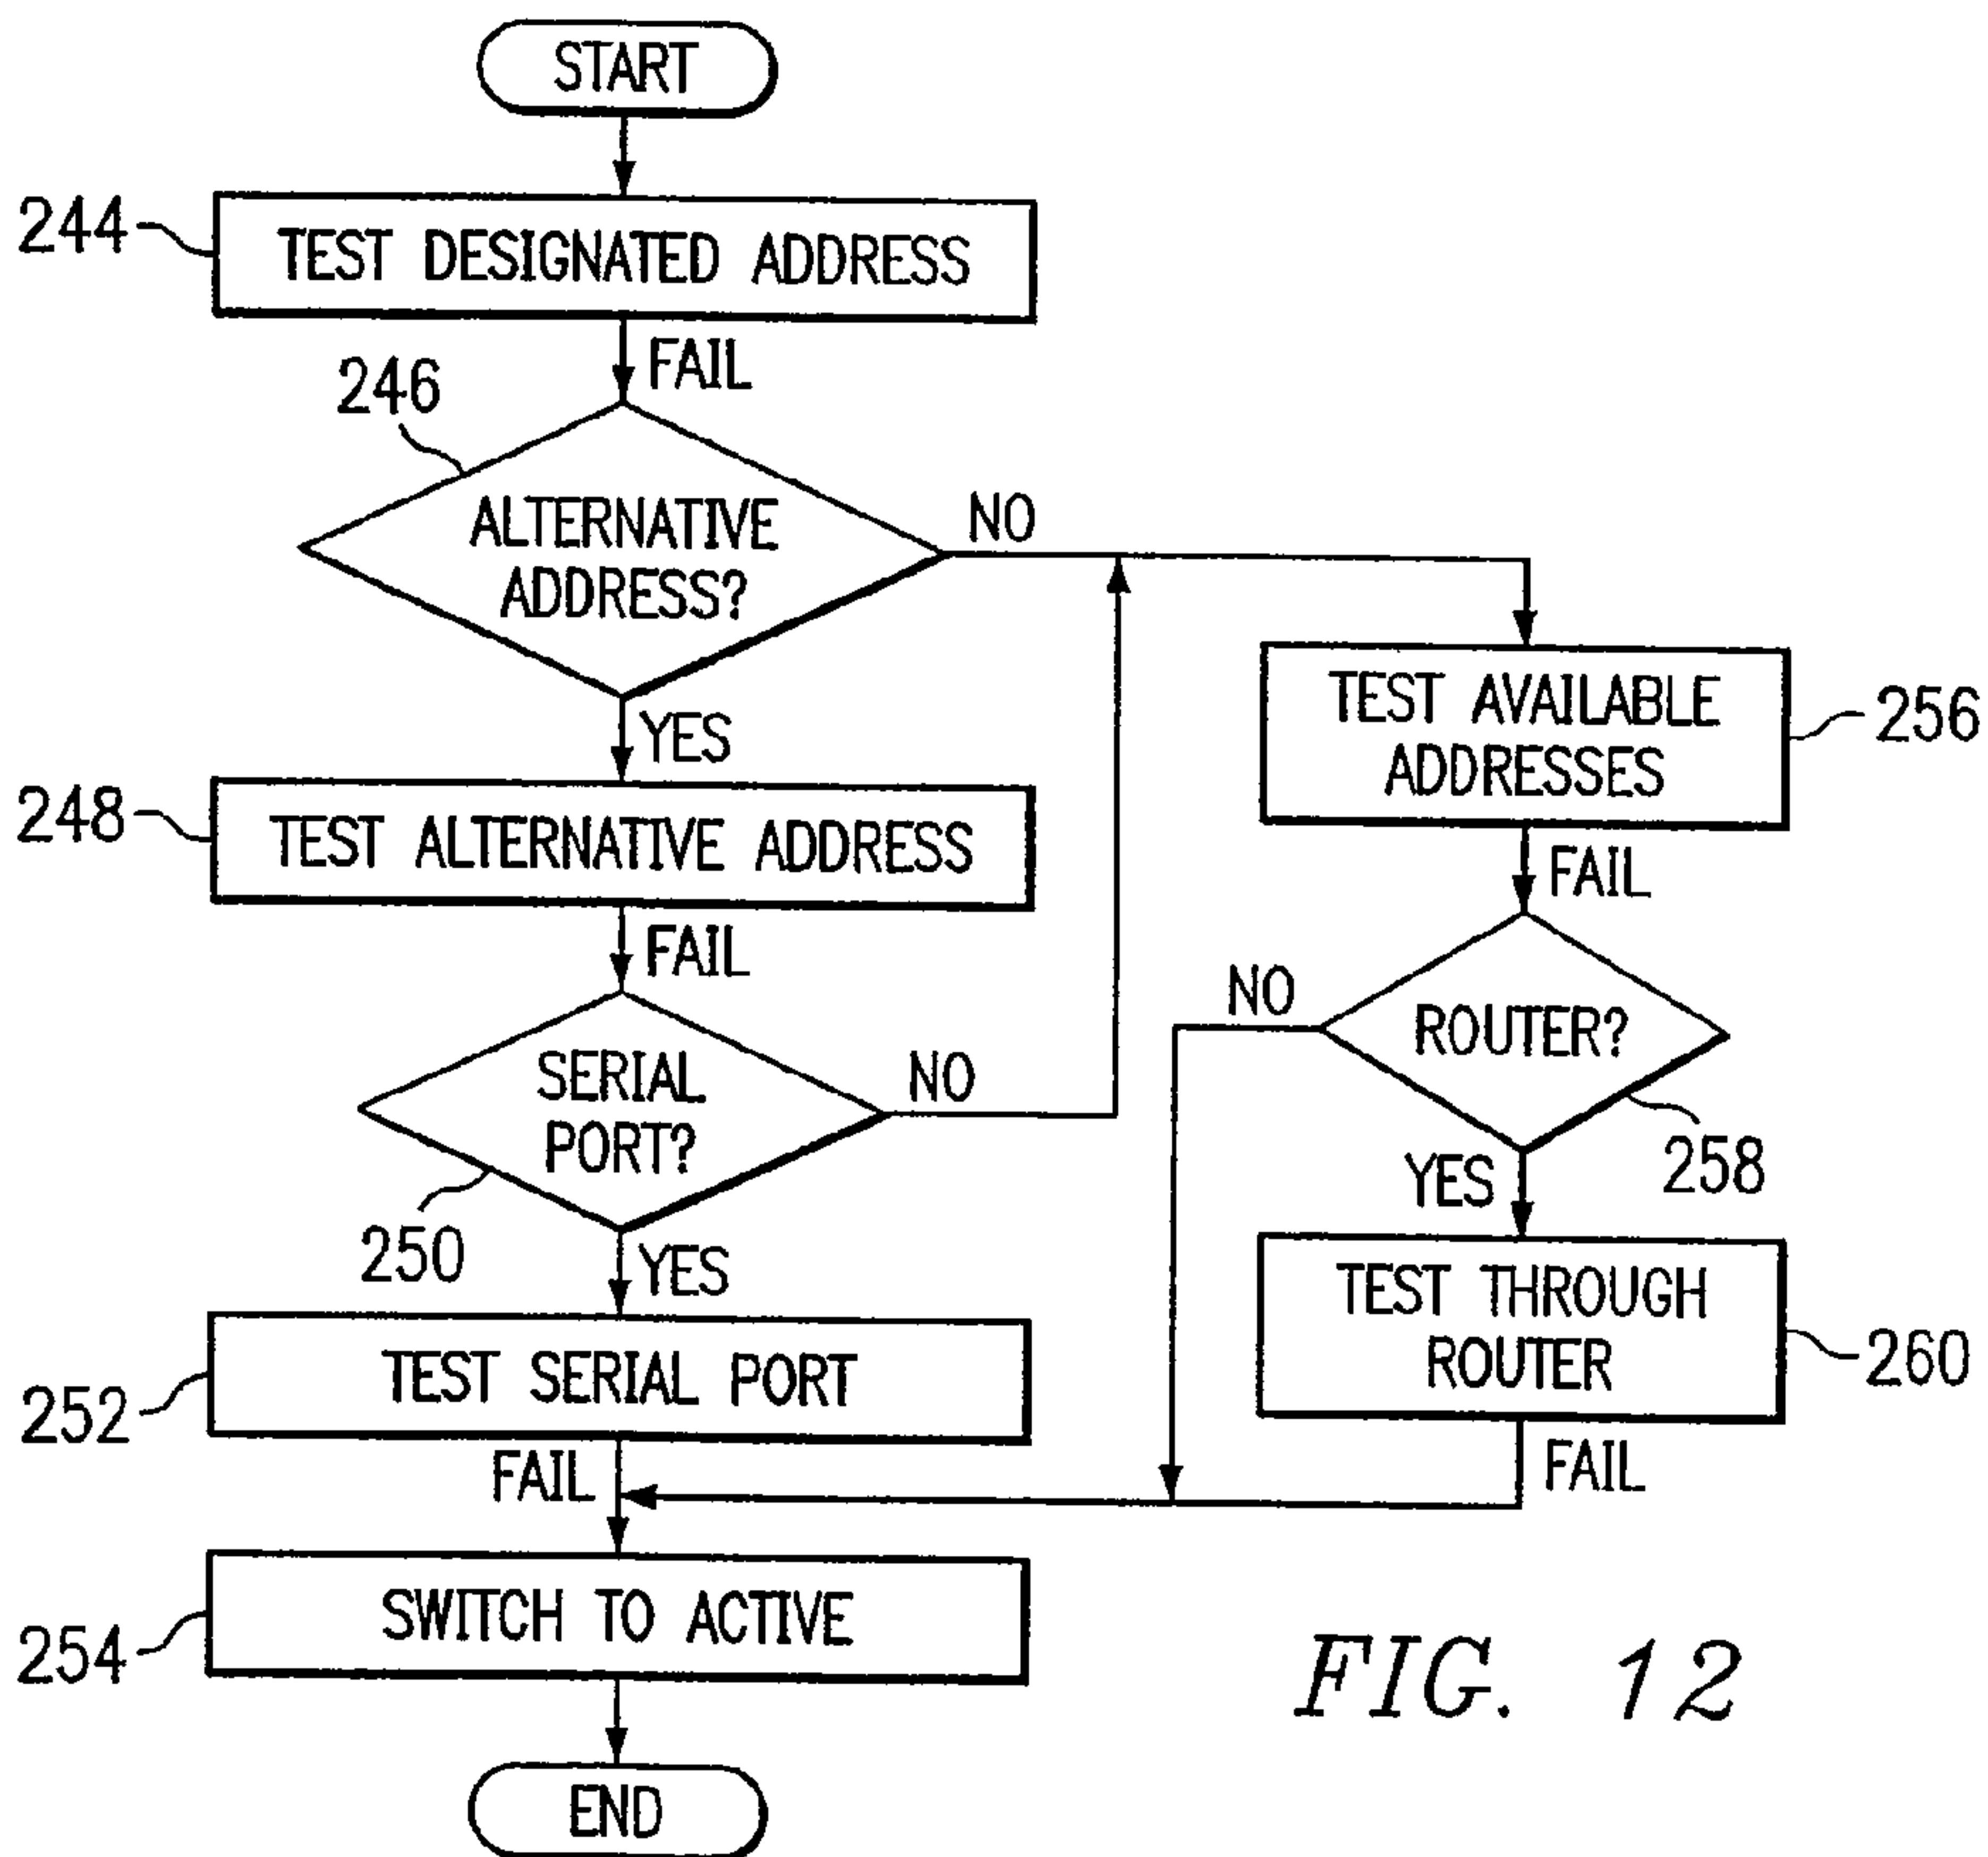 START
244
TEST DESIGNATED ADDRESS
FAIL
246
ALTERNATIVE
ADDRESS?
NO
YES
248
TEST ALTERNATIVE ADDRESS
FAIL
SERIAL
PORT?
NO
250
YES
252
TEST SERIAL PORT
FAIL
TEST AVAILABLE
ADDRESSES
256
FAIL
ROUTER?
NO
258
YES
TEST THROUGH
ROUTER
260
FAIL
254
SWITCH TO ACTIVE
END
FIG. 12